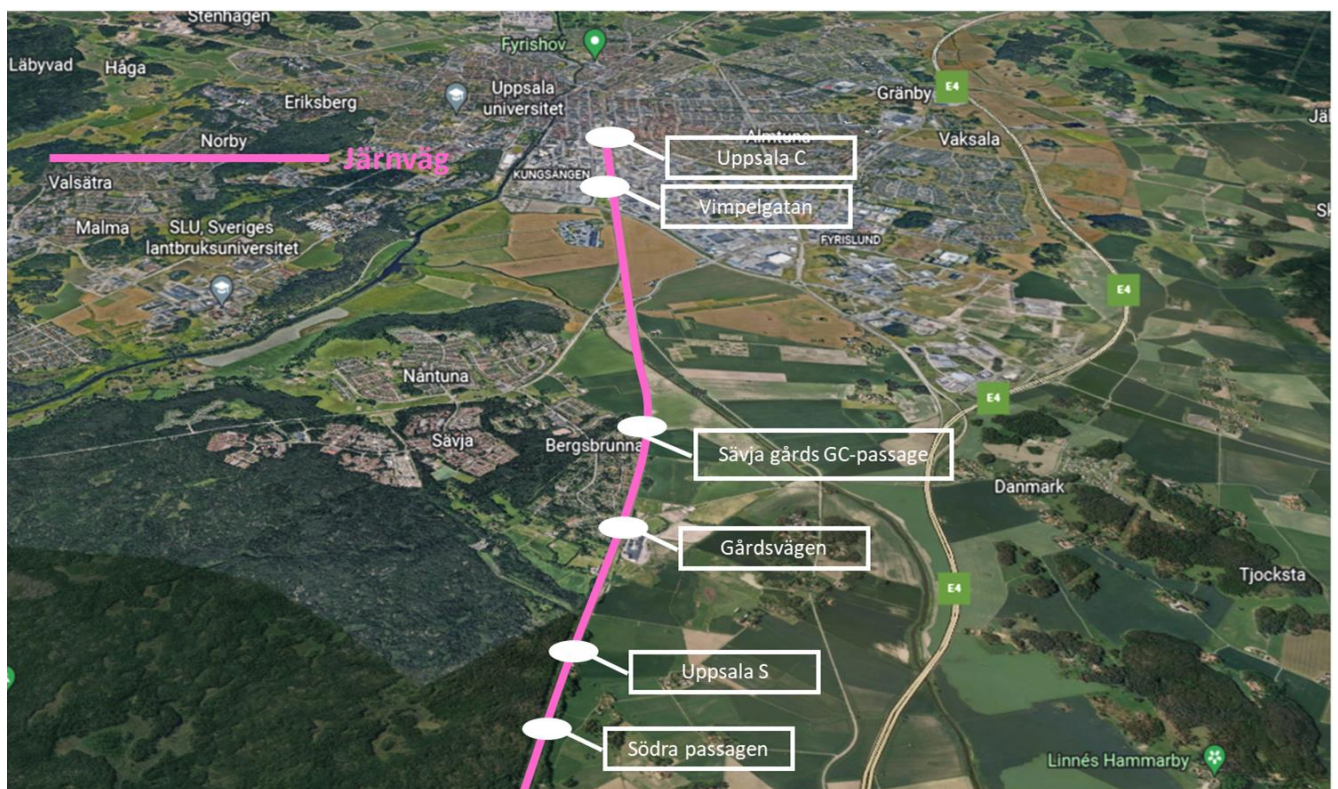 Stenhagen
Fyrishov
Läbyvad
Håga
Uppsala
universitet
Eriksberg
Gränby
E4
Norby
Almtuna
Vaksala
Järnväg
Uppsala C
Valsätra
KUNGSÄNGEN
Vimpelgatan
Malma
SLU, Sveriges
lantbruksuniversitet
FYRISLUND
E4
Nåntuna
E4
Sävja
Bergsbrunna
Sävja gårds GC-passage
Danmark
Gårdsvägen
Tjocksta
E4
Uppsala S
Södra passagen
Linnés Hammarby